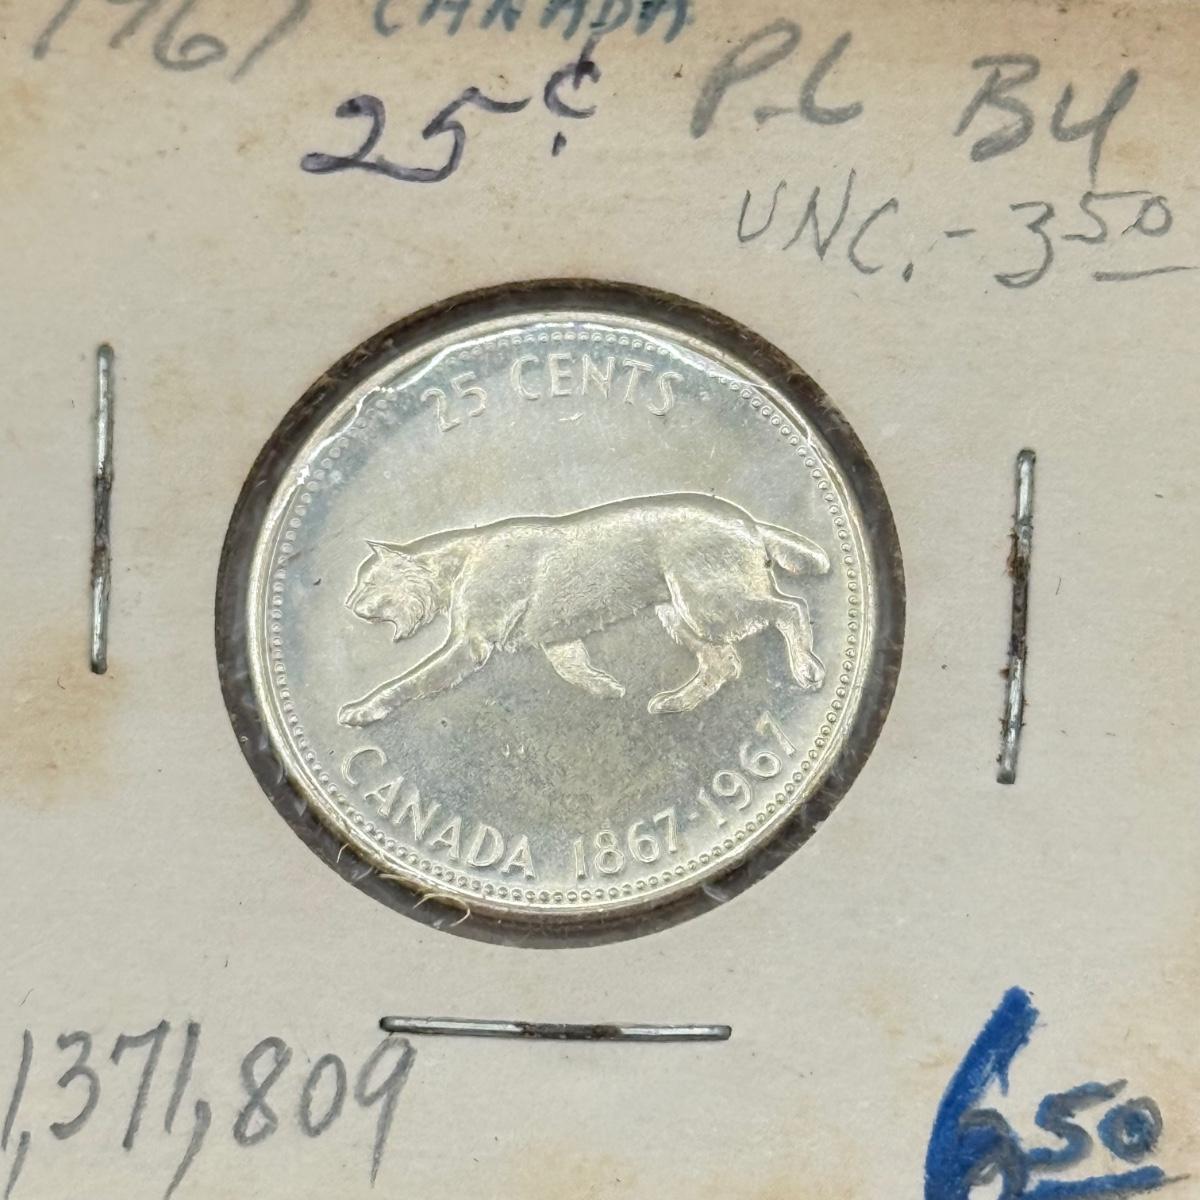 1967 CANADA
25¢ P-L BU
UNC. - 3 50
25 CENTS
CANADA 1867-1967
1,371,809
6 50